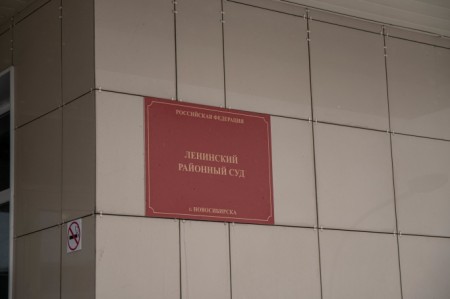 РОССИЙСКАЯ ФЕДЕРАЦИЯ
ЛЕНИНСКИЙ
РАЙОННЫЙ СУД
г. НОВОСИБИРСКА